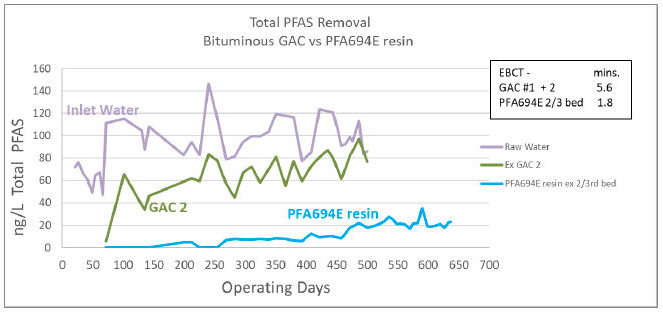 Total PFAS Removal
Bituminous GAC vs PFA694E resin
EBCT - mins.
GAC #1 + 2 5.6
PFA694E 2/3 bed 1.8
160
140
120
100
80
60
40
20
0
ng/L Total PFAS
Inlet Water
GAC 2
PFA694E resin
Raw Water
Ex GAC 2
PFA694E resin ex 2/3rd bed
0 50 100 150 200 250 300 350 400 450 500 550 600 650 700
Operating Days